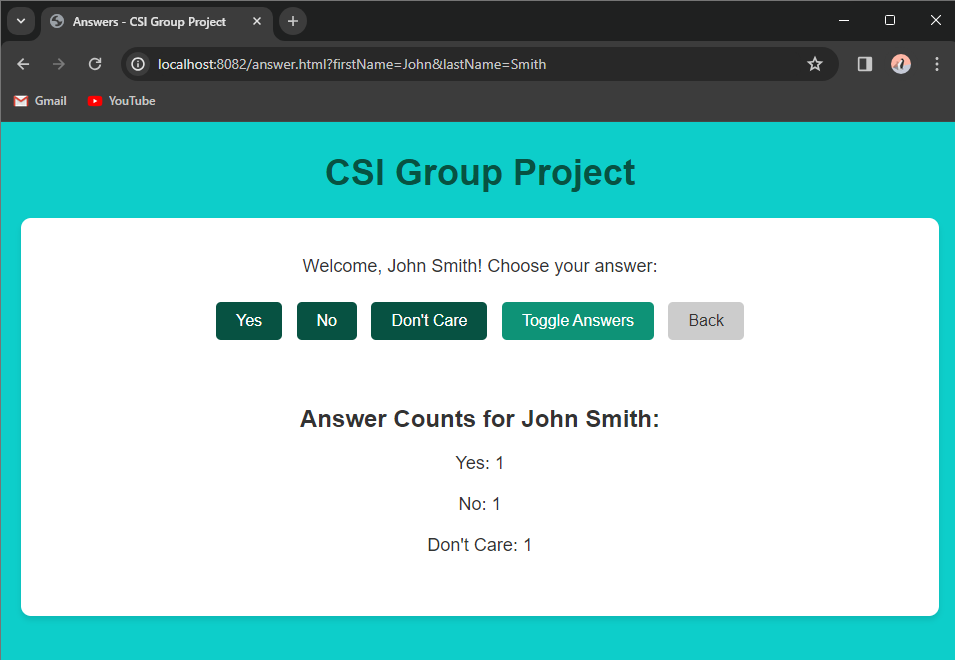 Answers - CSI Group Project
localhost:8082/answer.html?firstName=John&lastName=Smith
Gmail YouTube
CSI Group Project
Welcome, John Smith! Choose your answer:
Yes No Don't Care Toggle Answers Back
Answer Counts for John Smith:
Yes: 1
No: 1
Don't Care: 1